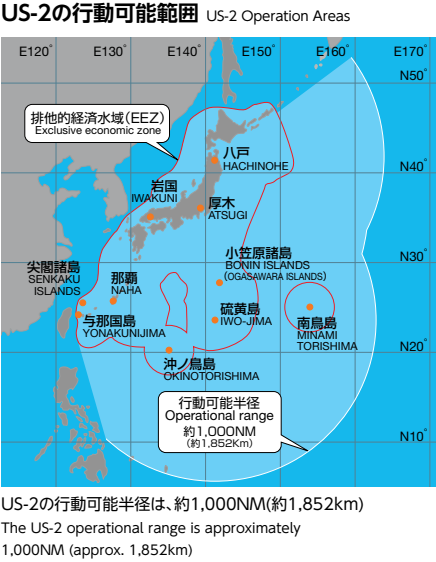 US-2の行動可能範囲 US-2 Operation Areas
E120° E130° E140° E150° E160° E170°
N50°
排他的経済水域(EEZ)
Exclusive economic zone
八戸
HACHINOHE
N40°
岩国
IWAKUNI
厚木
ATSUGI
小笠原諸島
BONIN ISLANDS
(OGASAWARA ISLANDS)
N30°
尖閣諸島
SENKAKU
ISLANDS
那覇
NAHA
硫黄島
IWO-JIMA
与那国島
YONAKUNIJIMA
南鳥島
MINAMI
TORISHIMA
N20°
沖ノ鳥島
OKINOTORISHIMA
行動可能半径
Operational range
約1,000NM
(約1,852Km)
N10°
US-2の行動可能半径は、約1,000NM(約1,852km)
The US-2 operational range is approximately
1,000NM (approx. 1,852km)